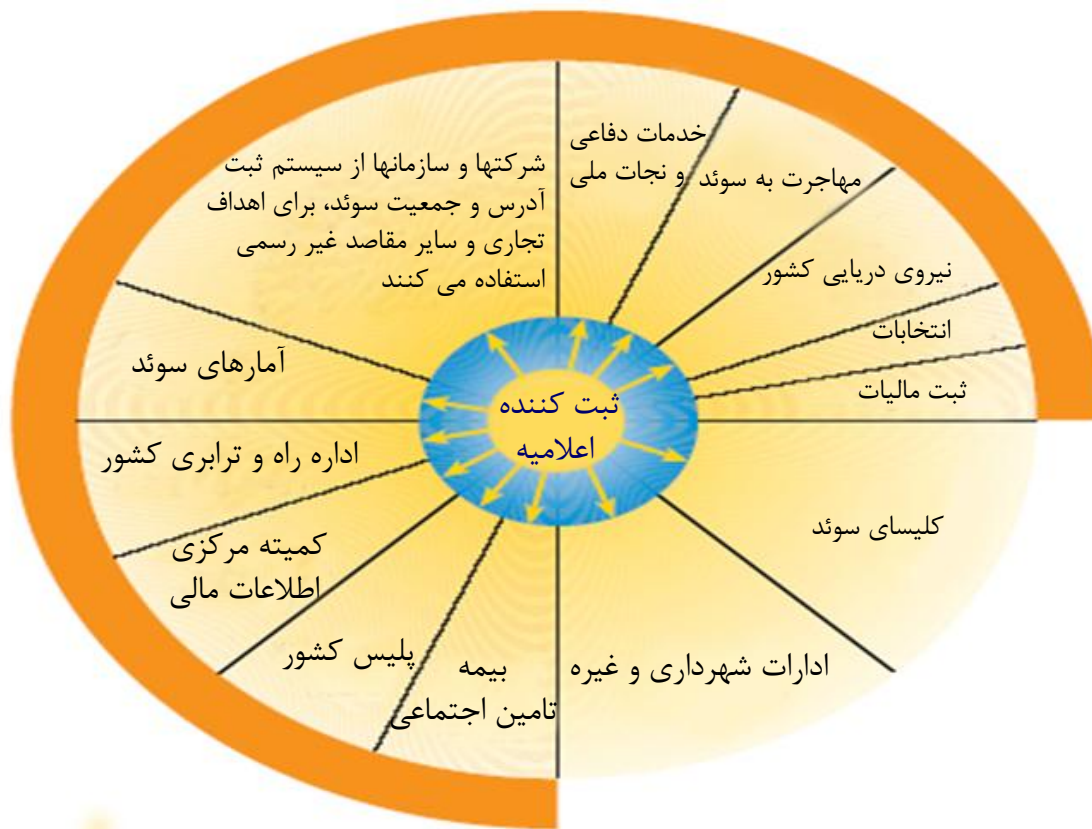 شرکتها و سازمانها از سیستم ثبت
آدرس و جمعیت سوئد، برای اهداف
تجاری و سایر مقاصد غیر رسمی
استفاده می کنند
خدمات دفاعی
و نجات ملی
مهاجرت به سوئد
نیروی دریایی کشور
انتخابات
ثبت مالیات
آمارهای سوئد
ثبت کننده
اعلامیه
اداره راه و ترابری کشور
کلیسای سوئد
کمیته مرکزی
اطلاعات مالی
پلیس کشور
بیمه
تامین اجتماعی
ادارات شهرداری و غیره